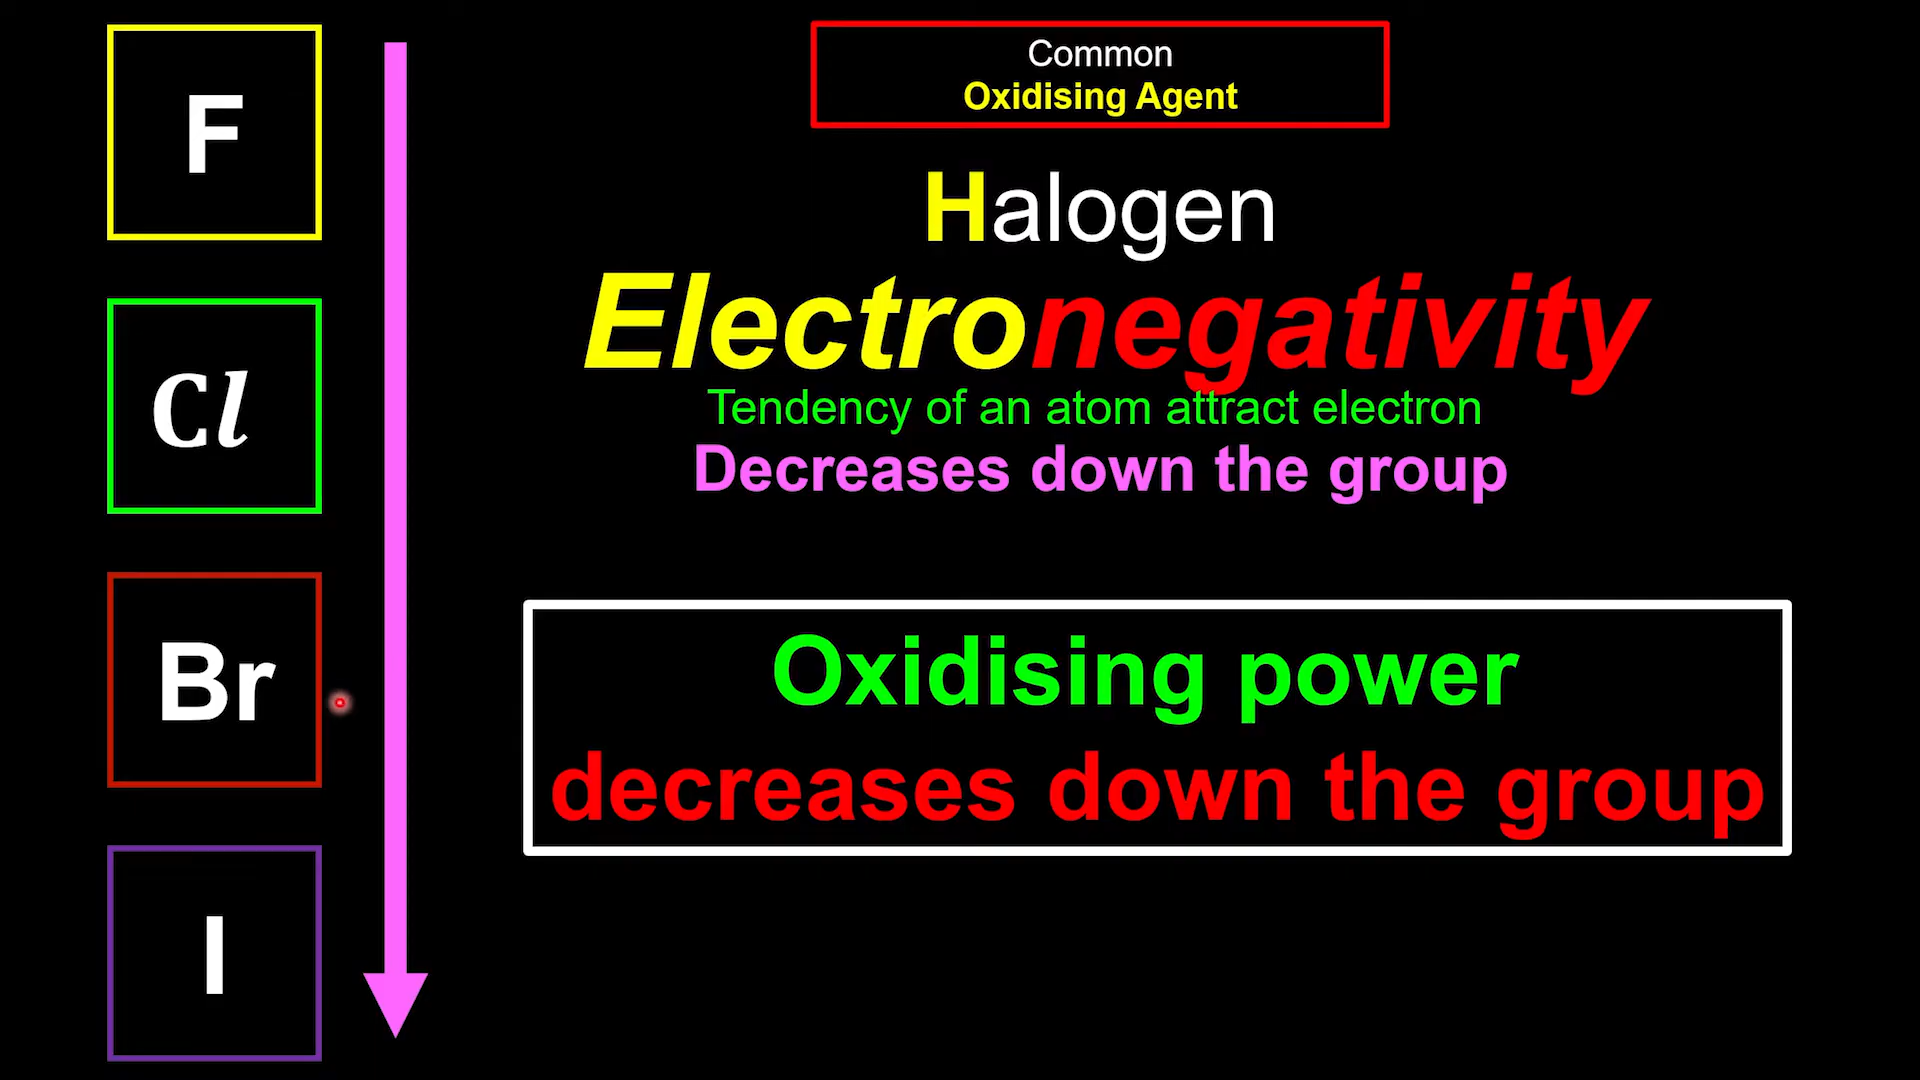 F
Cl
Br
I
Common
Oxidising Agent
Halogen
Electronegativity
Tendency of an atom attract electron
Decreases down the group
Oxidising power
decreases down the group